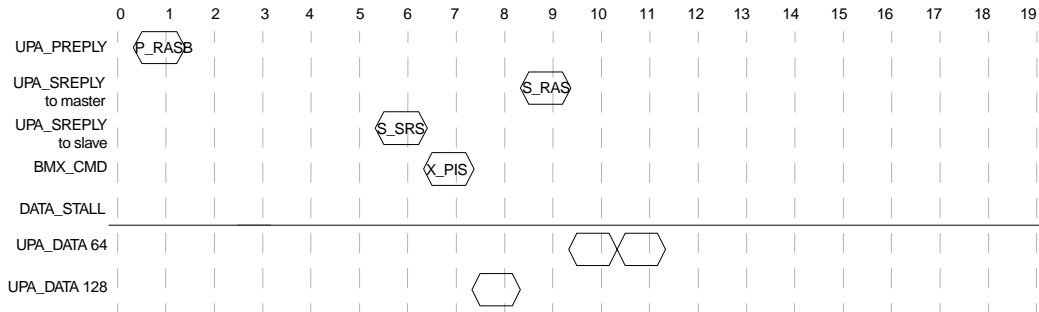 0 1 2 3 4 5 6 7 8 9 10 11 12 13 14 15 16 17 18 19
UPA_PREPLY P_RASB
UPA_SREPLY
to master S_RAS
UPA_SREPLY
to slave S_SRS
BMX_CMD X_PIS
DATA_STALL
UPA_DATA 64
UPA_DATA 128